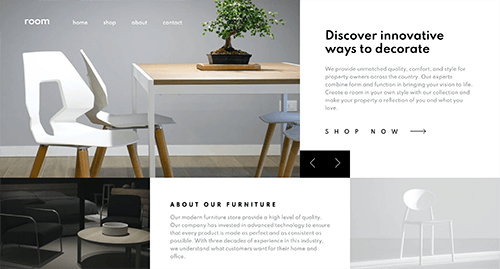 room
home shop about contact
Discover innovative
ways to decorate
We provide unmatched quality, comfort, and style for
property owners across the country. Our experts
combine form and function in bringing your vision to life.
Create a room in your own style with our collection and
make your property a reflection of you and what you
love.
SHOP NOW
ABOUT OUR FURNITURE
Our modern furniture store provide a high level of quality.
Our company has invested in advanced technology to ensure
that every product is made as perfect and as consistent as
possible. With three decades of experience in this industry,
we understand what customers want for their home and
office.